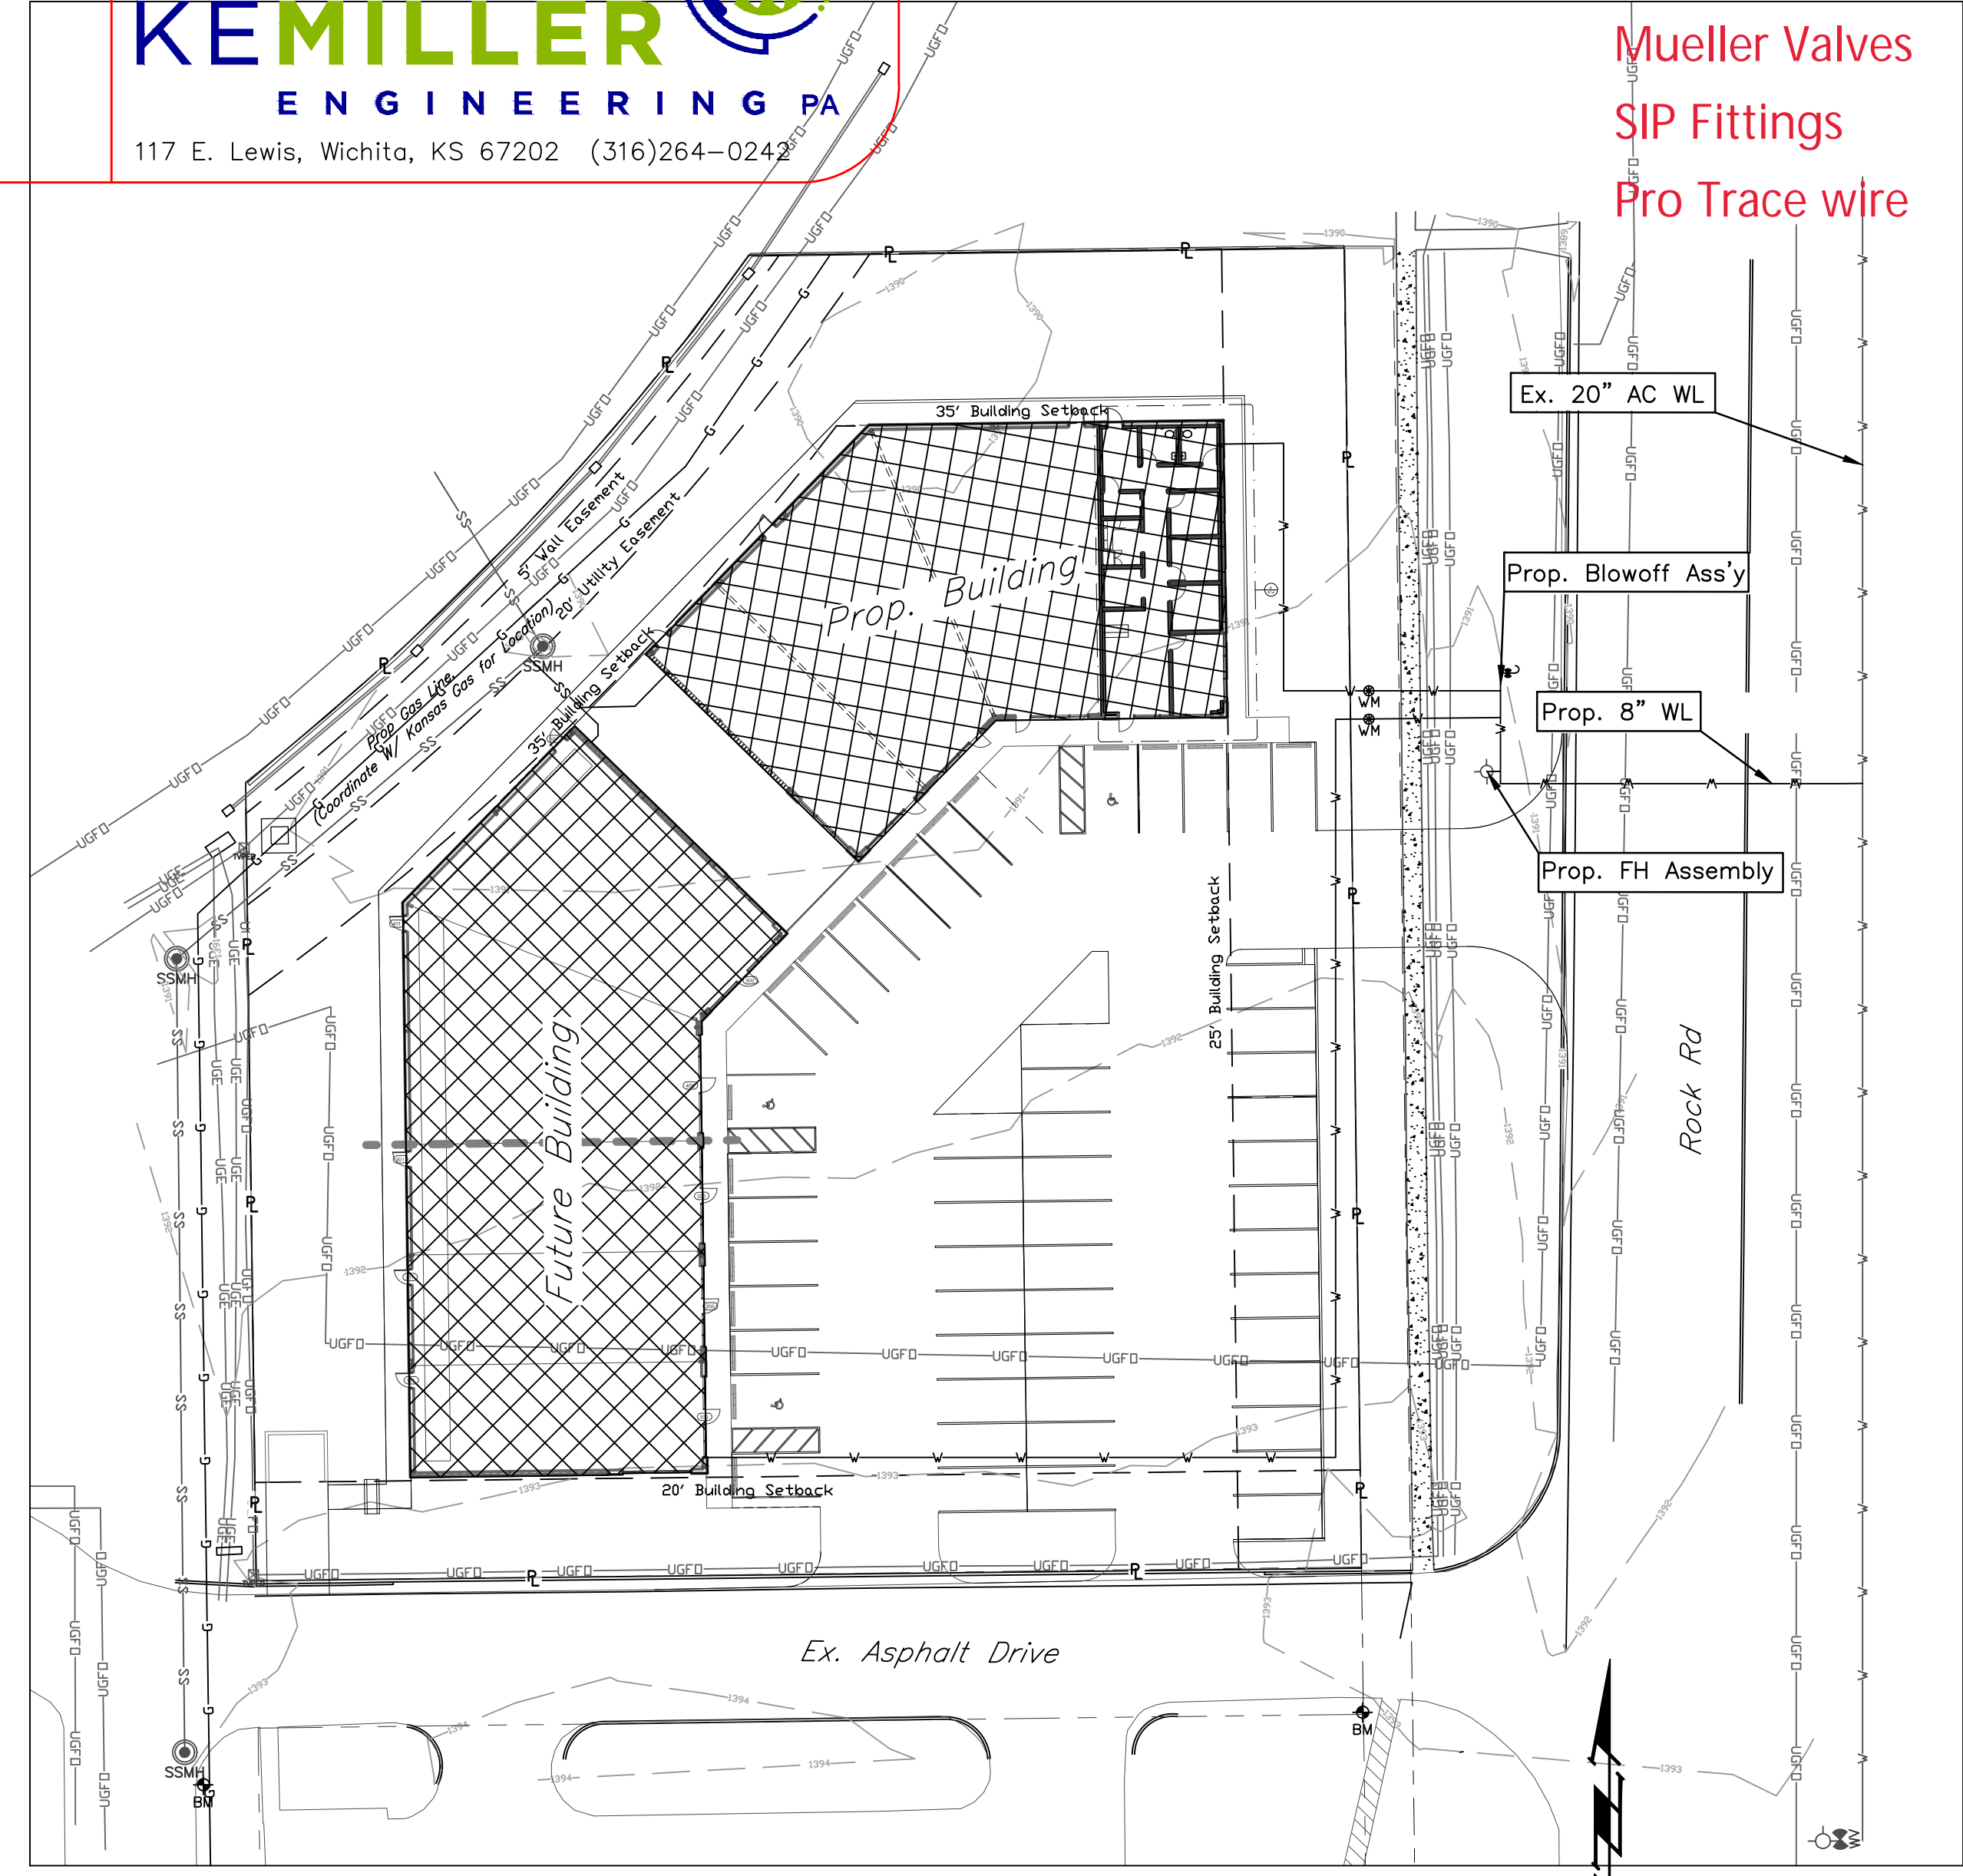 KEMILLER
ENGINEERING PA
117 E. Lewis, Wichita, KS 67202 (316)264-0242
Mueller Valves
SIP Fittings
Pro Trace wire
35' Building Setback
Ex. 20" AC WL
5' Wall Easement
20' Utility Easement
Prop. Building
Prop. Blowoff Ass'y
Prop Gas Line,
(Coordinate W/ Kansas Gas for Location)
SSMH
35' Building Setback
WM
WM
Prop. 8" WL
Prop. FH Assembly
SSMH
25' Building Setback
Future Building
Rock Rd
20' Building Setback
Ex. Asphalt Drive
BM
SSMH
BM